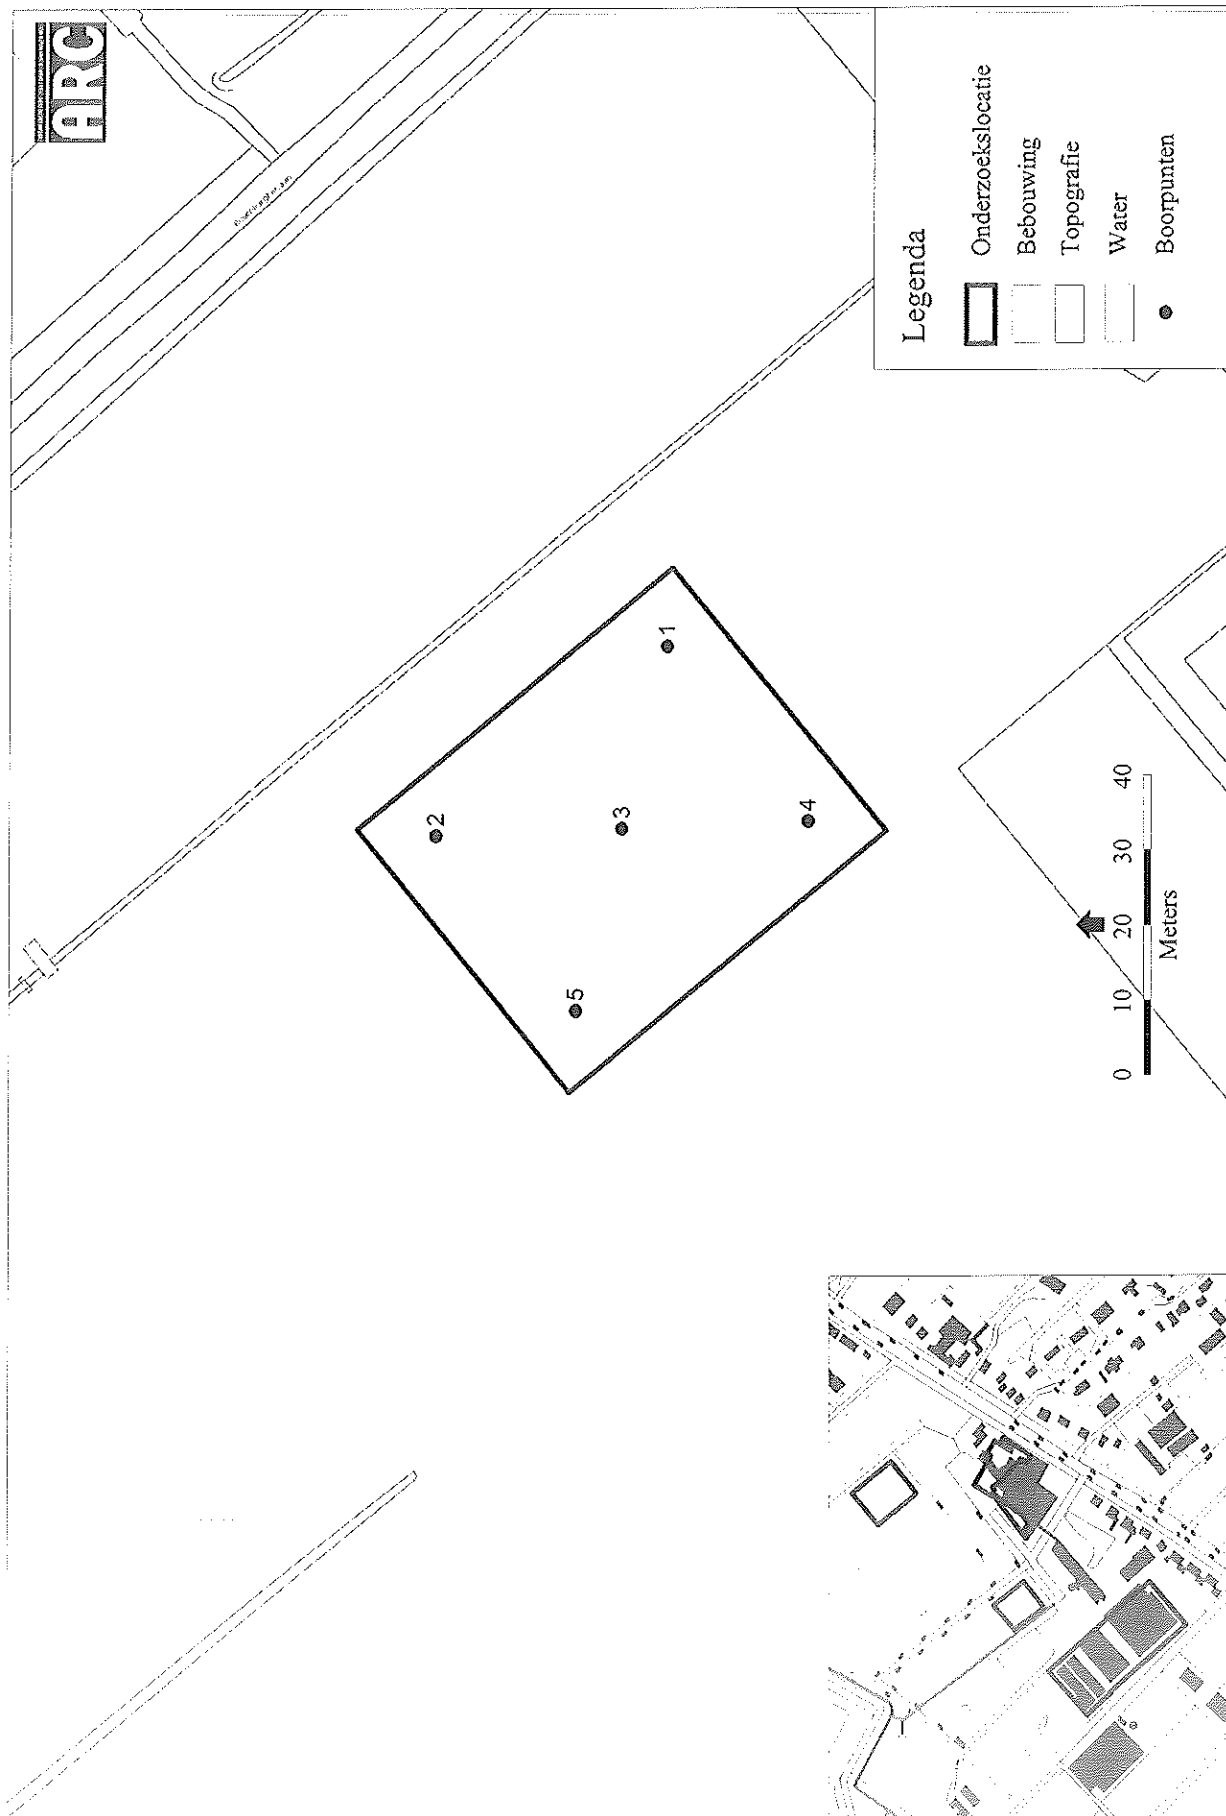 ARC
2
1
3
5
4
Legenda
Onderzoekslocatie
Bebouwing
Topografie
Water
Boorpunten
0 10 20 30 40
Meters